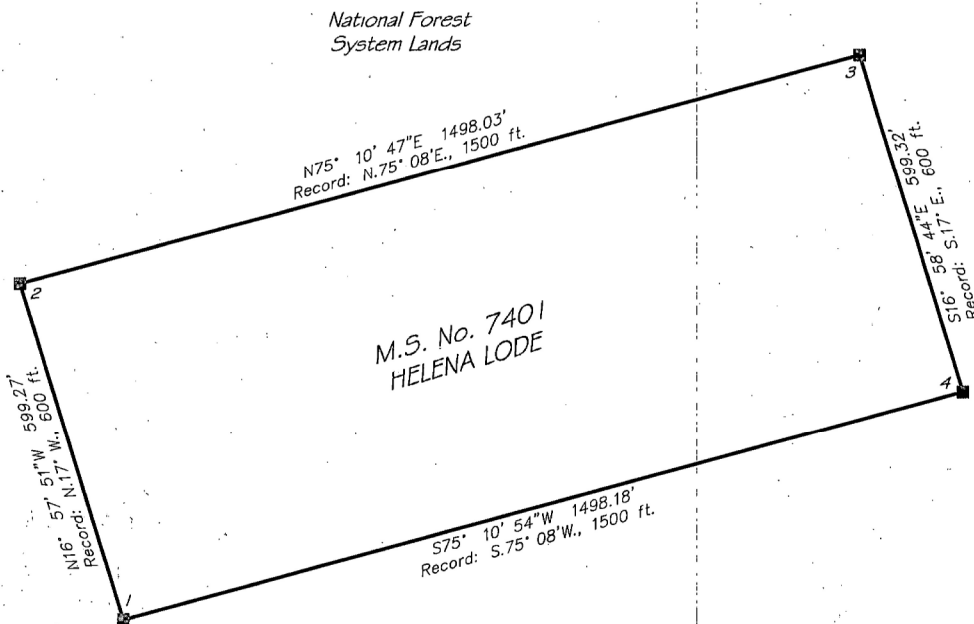 National Forest
System Lands
3
N75° 10' 47"E 1498.03'
Record: N.75° 08'E., 1500 ft.
S16° 58' 44"E 599.32'
Record: S.17° E., 600 ft.
2
M.S. No. 7401
HELENA LODE
4
N16° 57' 51"W 599.27'
Record: N.17° W., 600 ft.
S75° 10' 54"W 1498.18'
Record: S.75° 08'W., 1500 ft.
1